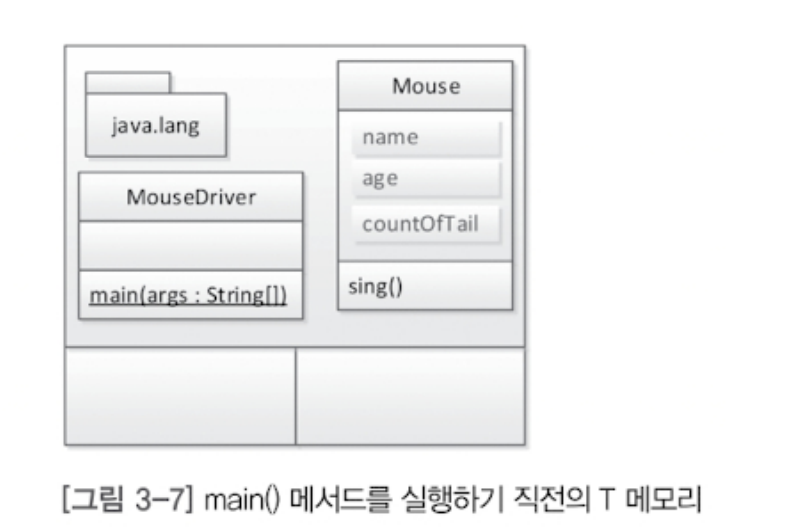 java.lang
Mouse
name
age
countOfTail
sing()
MouseDriver
main(args : String[])
[그림 3-7] main() 메서드를 실행하기 직전의 T 메모리